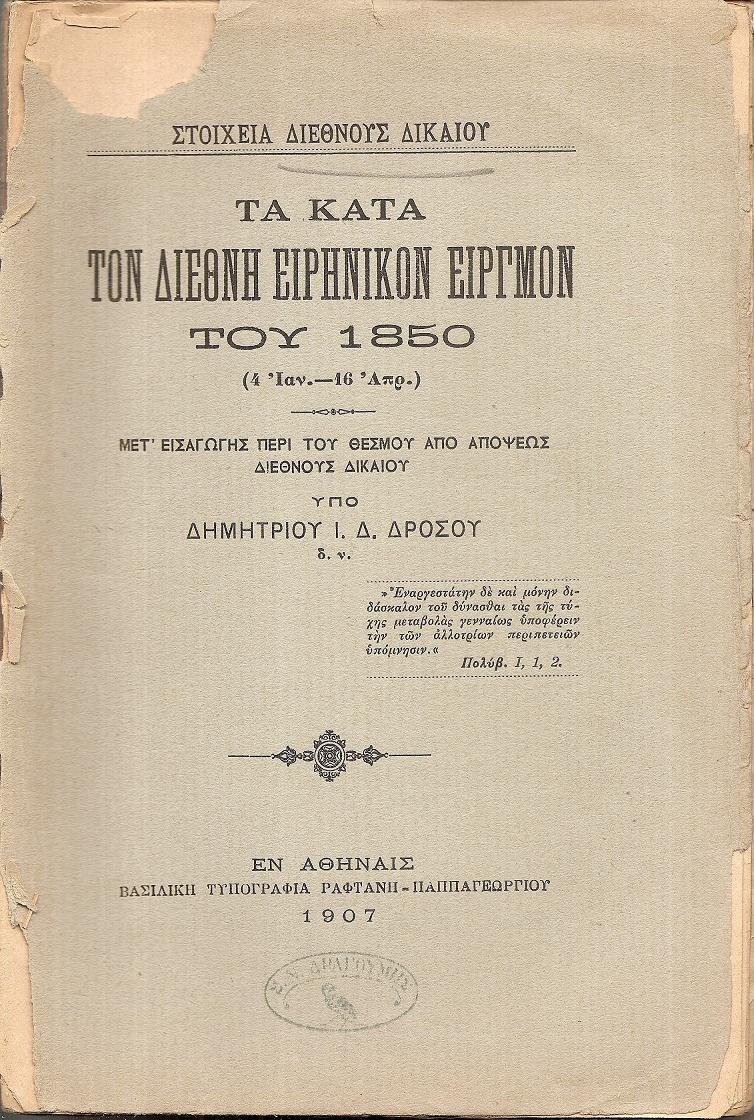 ΣΤΟΙΧΕΙΑ ΔΙΕΘΝΟΥΣ ΔΙΚΑΙΟΥ
ΤΑ ΚΑΤΑ
ΤΟΝ ΔΙΕΘΝΗ ΕΙΡΗΝΙΚΟΝ ΕΙΡΓΜΟΝ
ΤΟΥ 1850
(4 Ἰαν.—16 Ἀπρ.)
ΜΕΤ' ΕΙΣΑΓΩΓΗΣ ΠΕΡΙ ΤΟΥ ΘΕΣΜΟΥ ΑΠΟ ΑΠΟΨΕΩΣ
ΔΙΕΘΝΟΥΣ ΔΙΚΑΙΟΥ
ΥΠΟ
ΔΗΜΗΤΡΙΟΥ Ι. Δ. ΔΡΟΣΟΥ
δ. ν.
»Ἐναργεστάτην δὲ καὶ μόνην δι-
δάσκαλον τοῦ δύνασθαι τὰς τῆς τύ-
χης μεταβολὰς γενναίως ὑποφέρειν
τὴν τῶν ἀλλοτρίων περιπετειῶν
ὑπόμνησιν.«
Πολύβ. I, 1, 2.
ΕΝ ΑΘΗΝΑΙΣ
ΒΑΣΙΛΙΚΗ ΤΥΠΟΓΡΑΦΙΑ ΡΑΦΤΑΝΗ-ΠΑΠΠΑΓΕΩΡΓΙΟΥ
1907
Σ. Ν. ΔΡΑΓΟΥΜΗΣ